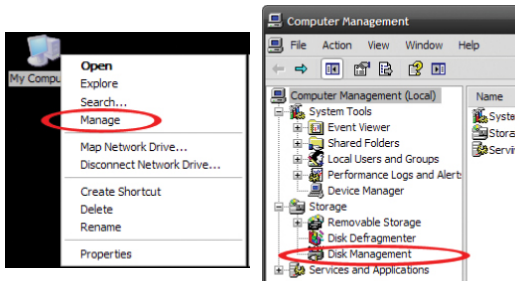 My Compu
Open
Explore
Search...
Manage
Map Network Drive...
Disconnect Network Drive...
Create Shortcut
Delete
Rename
Properties
Computer Management
File Action View Window Help
Computer Management (Local)
System Tools
Event Viewer
Shared Folders
Local Users and Groups
Performance Logs and Alerts
Device Manager
Storage
Removable Storage
Disk Defragmenter
Disk Management
Services and Applications
Name
Syste
Stora
Servi